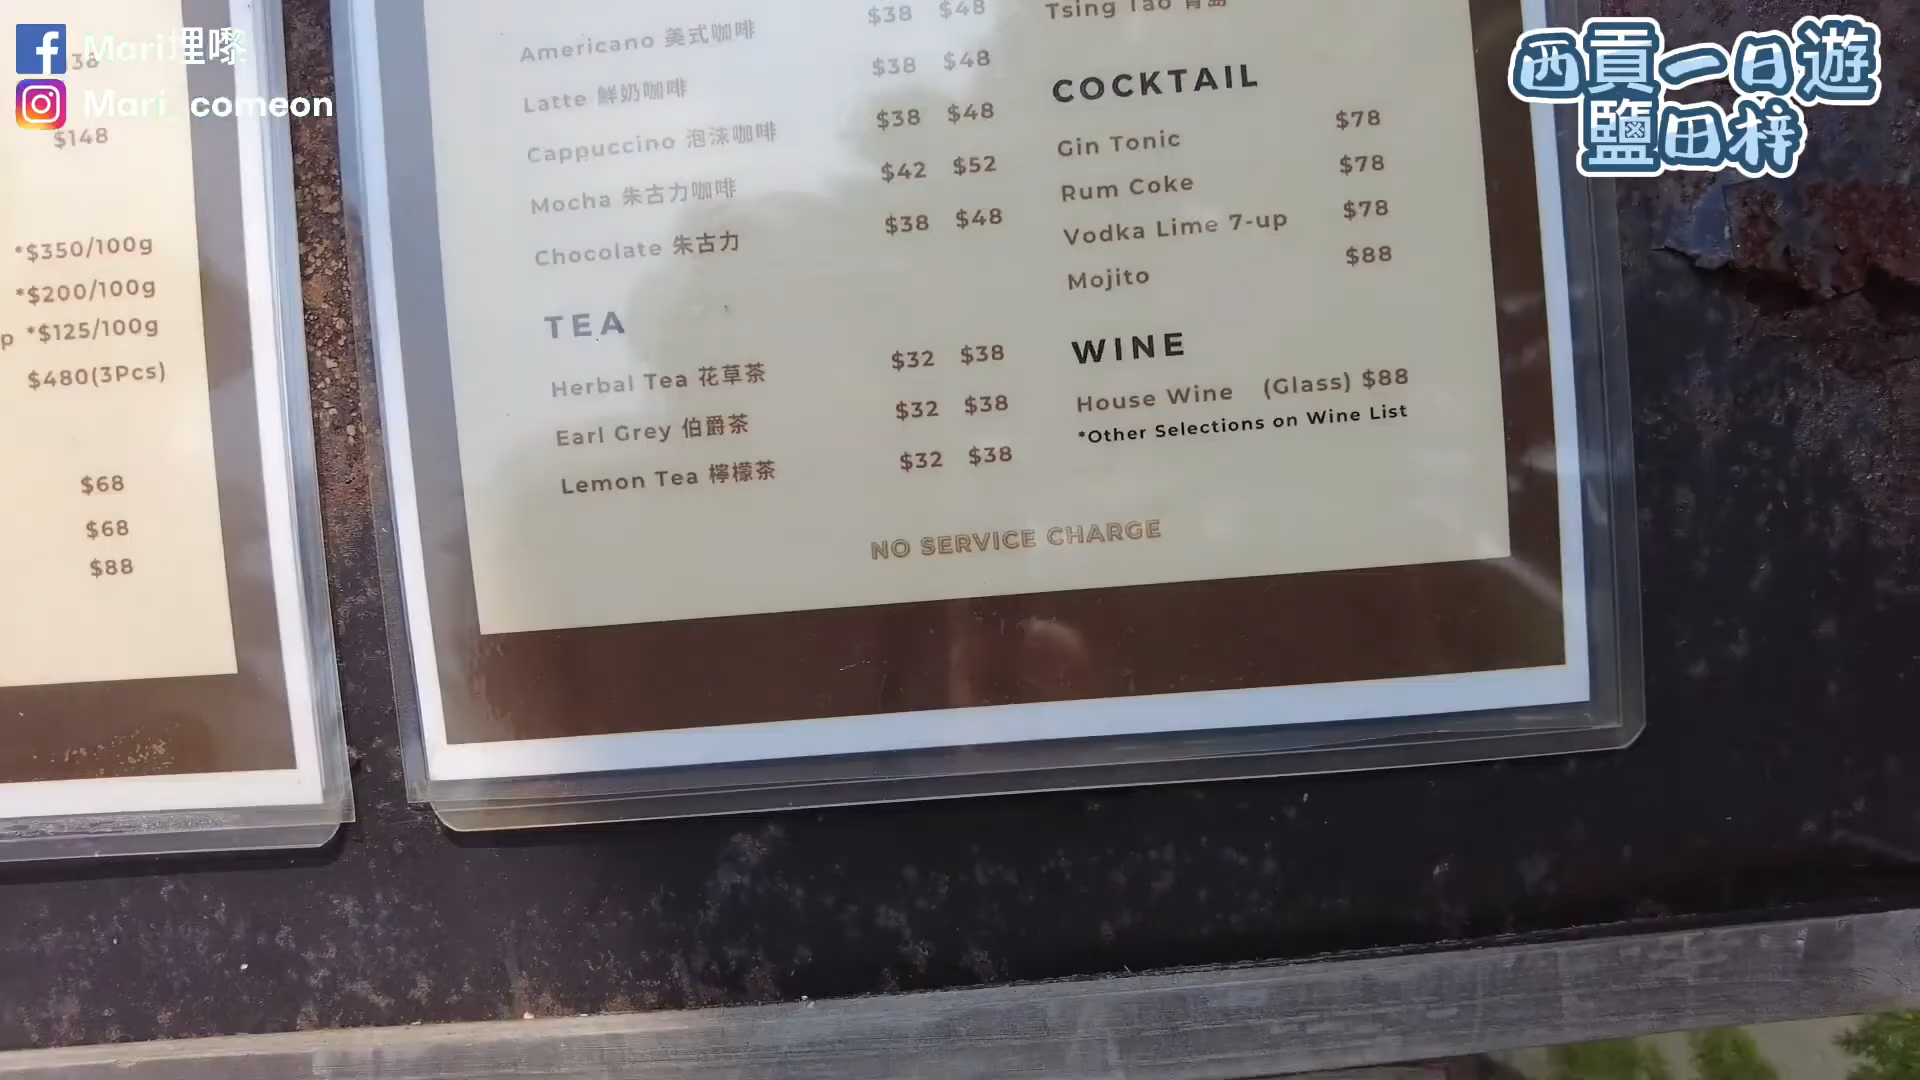 Mari埋嚟
Mari_comeon
西貢一日遊
鹽田梓
38
$148
*$350/100g
*$200/100g
p *$125/100g
$480(3Pcs)
$68
$68
$88
$38 $48
Americano 美式咖啡 $38 $48
Latte 鮮奶咖啡 $38 $48
Cappuccino 泡沫咖啡 $42 $52
Mocha 朱古力咖啡 $38 $48
Chocolate 朱古力
TEA
Herbal Tea 花草茶 $32 $38
Earl Grey 伯爵茶 $32 $38
Lemon Tea 檸檬茶 $32 $38
Tsing Tao 青島
COCKTAIL
Gin Tonic $78
Rum Coke $78
Vodka Lime 7-up $78
Mojito $88
WINE
House Wine (Glass) $88
*Other Selections on Wine List
NO SERVICE CHARGE